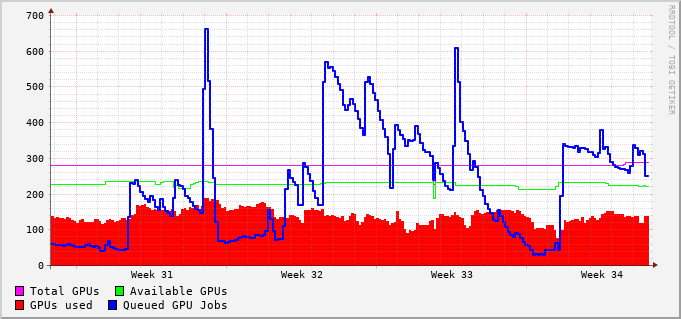 700
600
500
400
300
200
100
0
Week 31 Week 32 Week 33 Week 34
Total GPUs Available GPUs
GPUs used Queued GPU Jobs
RRDTOOL / TOBI OETIKER